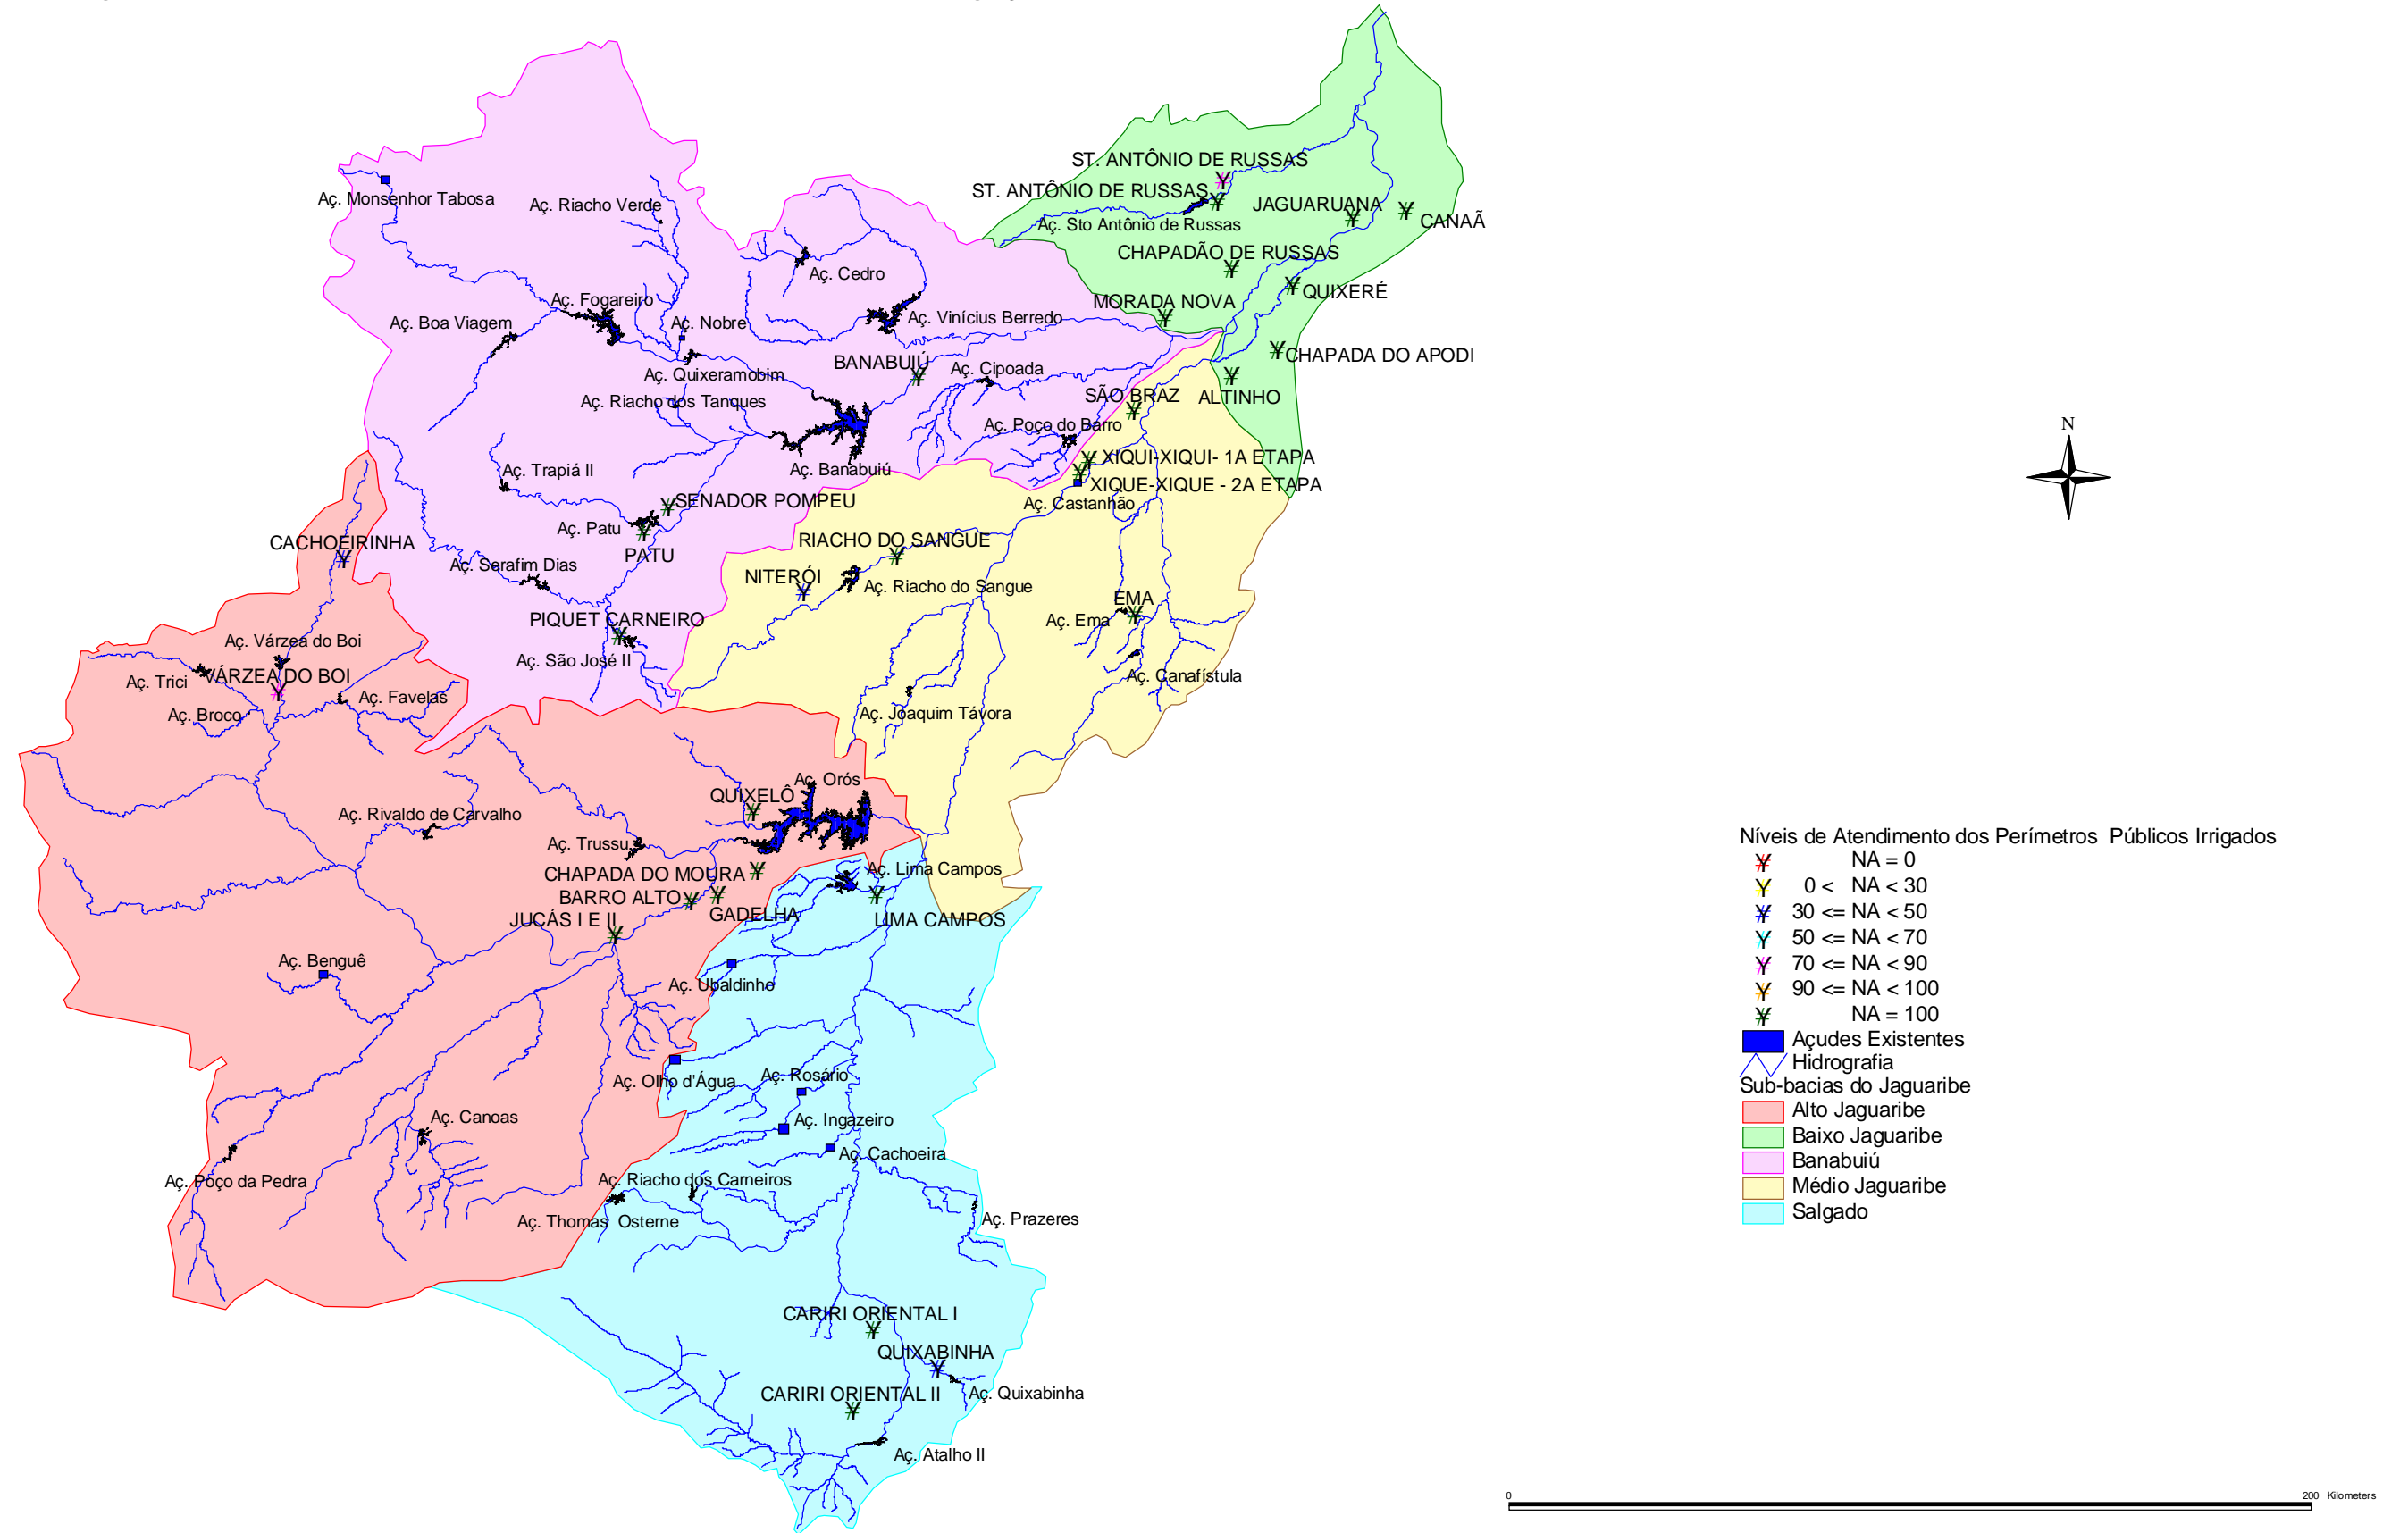 ST. ANTÔNIO DE RUSSAS
Aç. Monsenhor Tabosa
Aç. Riacho Verde
ST. ANTÔNIO DE RUSSAS
JAGUARUANA
CANAÃ
Aç. Sto Antônio de Russas
CHAPADÃO DE RUSSAS
Aç. Cedro
QUIXERÉ
Aç. Fogareiro
MORADA NOVA
Aç. Boa Viagem
Aç. Nobre
Aç. Vinícius Berredo
CHAPADA DO APODI
BANABUIÚ
Aç. Cipoada
Aç. Quixeramobim
SÃO BRAZ
ALTINHO
Aç. Riacho dos Tanques
Aç. Poço do Barro
XIQUI-XIQUI- 1A ETAPA
Aç. Trapiá II
Aç. Banabuiú
XIQUE-XIQUE - 2A ETAPA
Aç. Castanhão
SENADOR POMPEU
Aç. Patu
CACHOEIRINHA
RIACHO DO SANGUE
PATU
Aç. Serafim Dias
NITERÓI
Aç. Riacho do Sangue
EMA
Aç. Ema
PIQUET CARNEIRO
Aç. Várzea do Boi
Aç. São José II
VÁRZEA DO BOI
Aç. Trici
Aç. Canafístula
Aç. Favelas
Aç. Broco
Aç. Joaquim Távora
Aç. Orós
QUIXELÔ
Aç. Rivaldo de Carvalho
Aç. Trussu
CHAPADA DO MOURA
Aç. Lima Campos
BARRO ALTO
GADELHA
LIMA CAMPOS
JUCÁS I E II
Aç. Benguê
Aç. Ubaldinho
Aç. Olho d'Água
Aç. Rosário
Aç. Canoas
Aç. Ingazeiro
Aç. Cachoeira
Aç. Poço da Pedra
Aç. Riacho dos Carneiros
Aç. Thomas Osterne
Aç. Prazeres
CARIRI ORIENTAL I
QUIXABINHA
CARIRI ORIENTAL II
Aç. Quixabinha
Aç. Atalho II
N
Níveis de Atendimento dos Perímetros Públicos Irrigados
NA = 0
0 < NA < 30
30 <= NA < 50
50 <= NA < 70
70 <= NA < 90
90 <= NA < 100
NA = 100
Açudes Existentes
Hidrografia
Sub-bacias do Jaguaribe
Alto Jaguaribe
Baixo Jaguaribe
Banabuiú
Médio Jaguaribe
Salgado
0
200 Kilometers